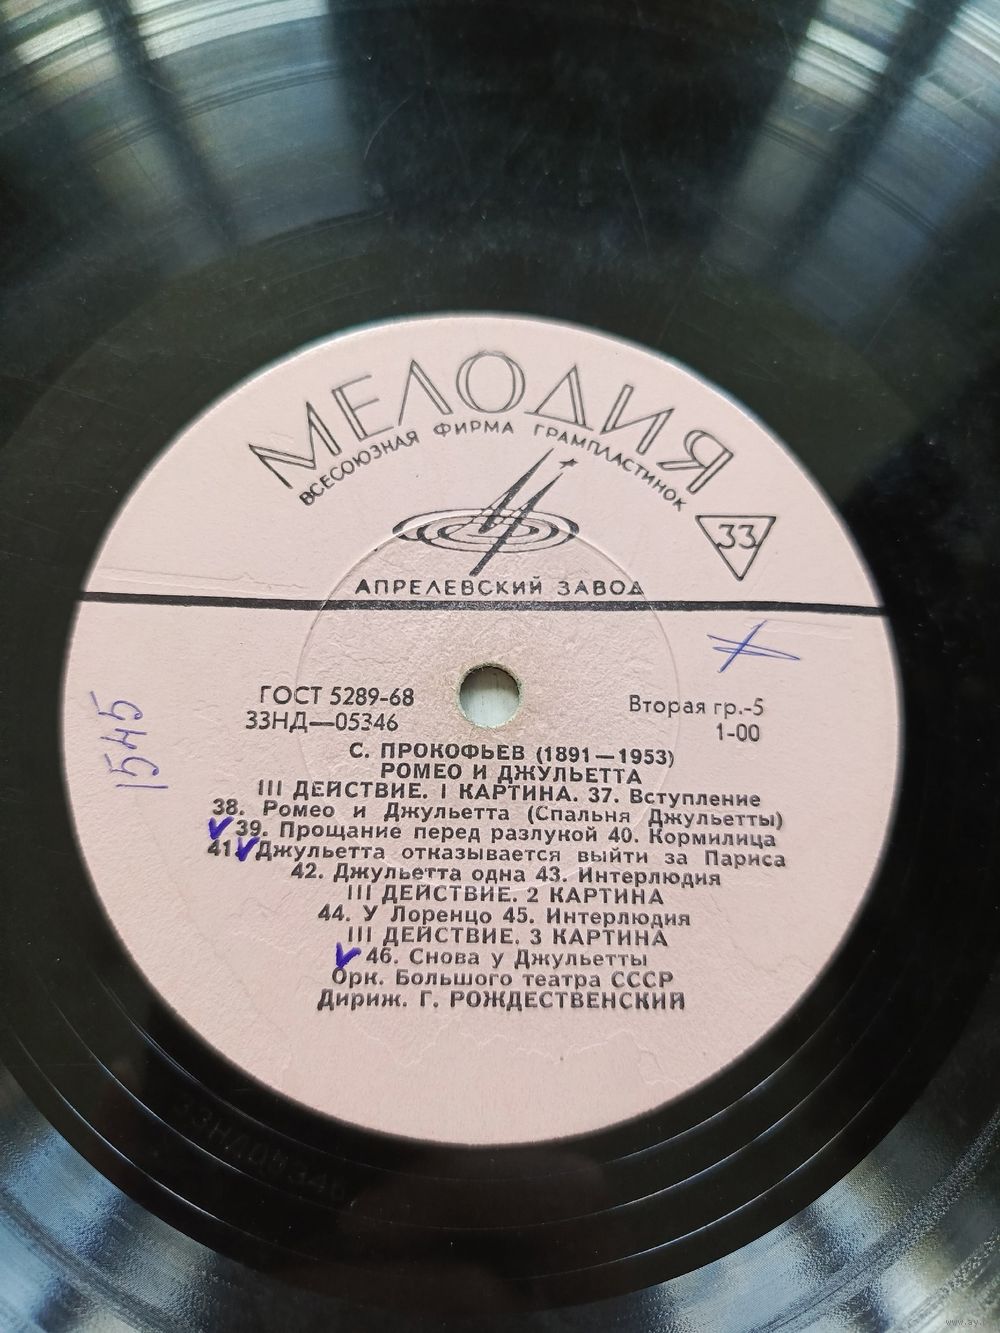 МЕЛОДИЯ
ВСЕСОЮЗНАЯ ФИРМА ГРАМПЛАСТИНОК
33
АПРЕЛЕВСКИЙ ЗАВОД
ГОСТ 5289-68
33НД—05346
Вторая гр.-5
1-00
1545
С. ПРОКОФЬЕВ (1891—1953)
РОМЕО И ДЖУЛЬЕТТА
III ДЕЙСТВИЕ. I КАРТИНА. 37. Вступление
38. Ромео и Джульетта (Спальня Джульетты)
39. Прощание перед разлукой 40. Кормилица
41. Джульетта отказывается выйти за Париса
42. Джульетта одна 43. Интерлюдия
III ДЕЙСТВИЕ. 2 КАРТИНА
44. У Лоренцо 45. Интерлюдия
III ДЕЙСТВИЕ. 3 КАРТИНА
46. Снова у Джульетты
Орк. Большого театра СССР
Дириж. Г. РОЖДЕСТВЕНСКИЙ